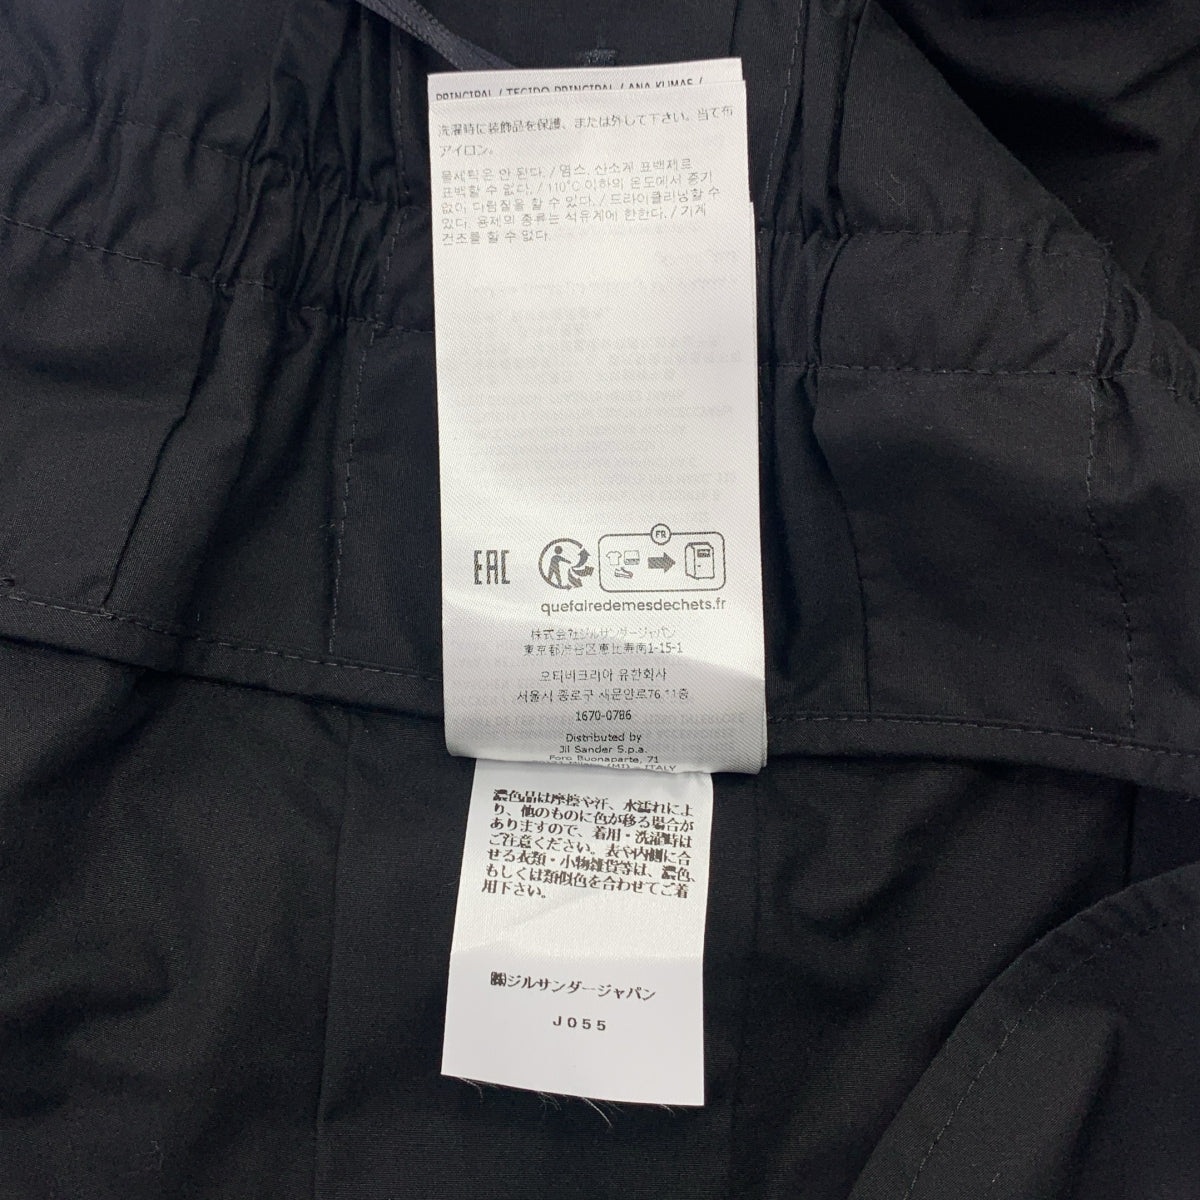 PRINCIPAL / TECIDO PRINCIPAL / ANA KUMAŞ /
洗濯時に装飾品を保護、または外して下さい。当て布
アイロン。
물세탁은 안 된다. / 염소, 산소계 표백제로
표백할 수 없다. / 110°C 이하의 온도에서 증기
없이 다림질을 할 수 있다. / 드라이클리닝할 수
있다. 용제의 종류는 석유계에 한한다. / 기계
건조를 할 수 없다.
EAC
FR
quefairedemesdechets.fr
株式会社ジルサンダージャパン
東京都渋谷区恵比寿南1-15-1
오티비코리아 유한회사
서울시 종로구 새문안로76,11층
1670-0786
Distributed by
Jil Sander S.p.a.
Foro Buonaparte, 71
Milano (MI) - ITALY
濃色品は摩擦や汗、水濡れによ
り、他のものに色が移る場合が
ありますので、着用・洗濯時は
ご注意ください。表や内側に合
せる衣類・小物雑貨等は、濃色、
もしくは類似色を合わせてご着
用下さい。
㈱ジルサンダージャパン
J055